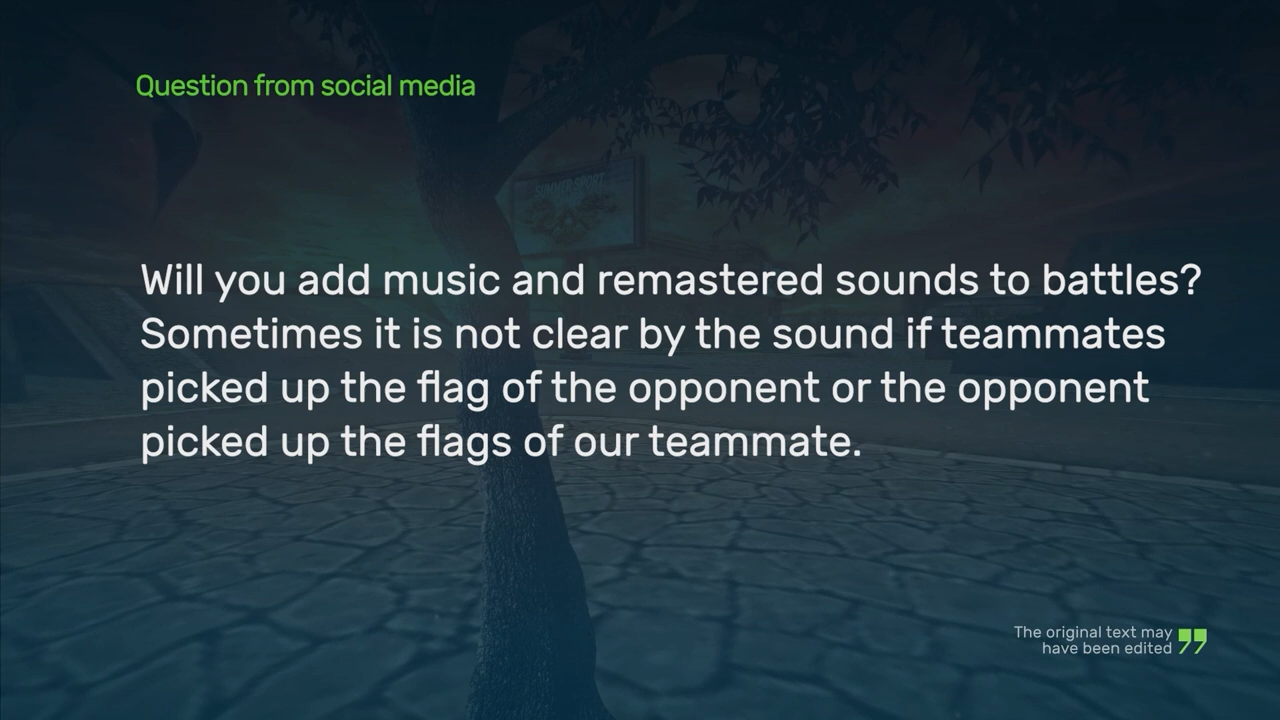 Question from social media
SUMMER SPORT
Will you add music and remastered sounds to battles?
Sometimes it is not clear by the sound if teammates
picked up the flag of the opponent or the opponent
picked up the flags of our teammate.
The original text may
have been edited